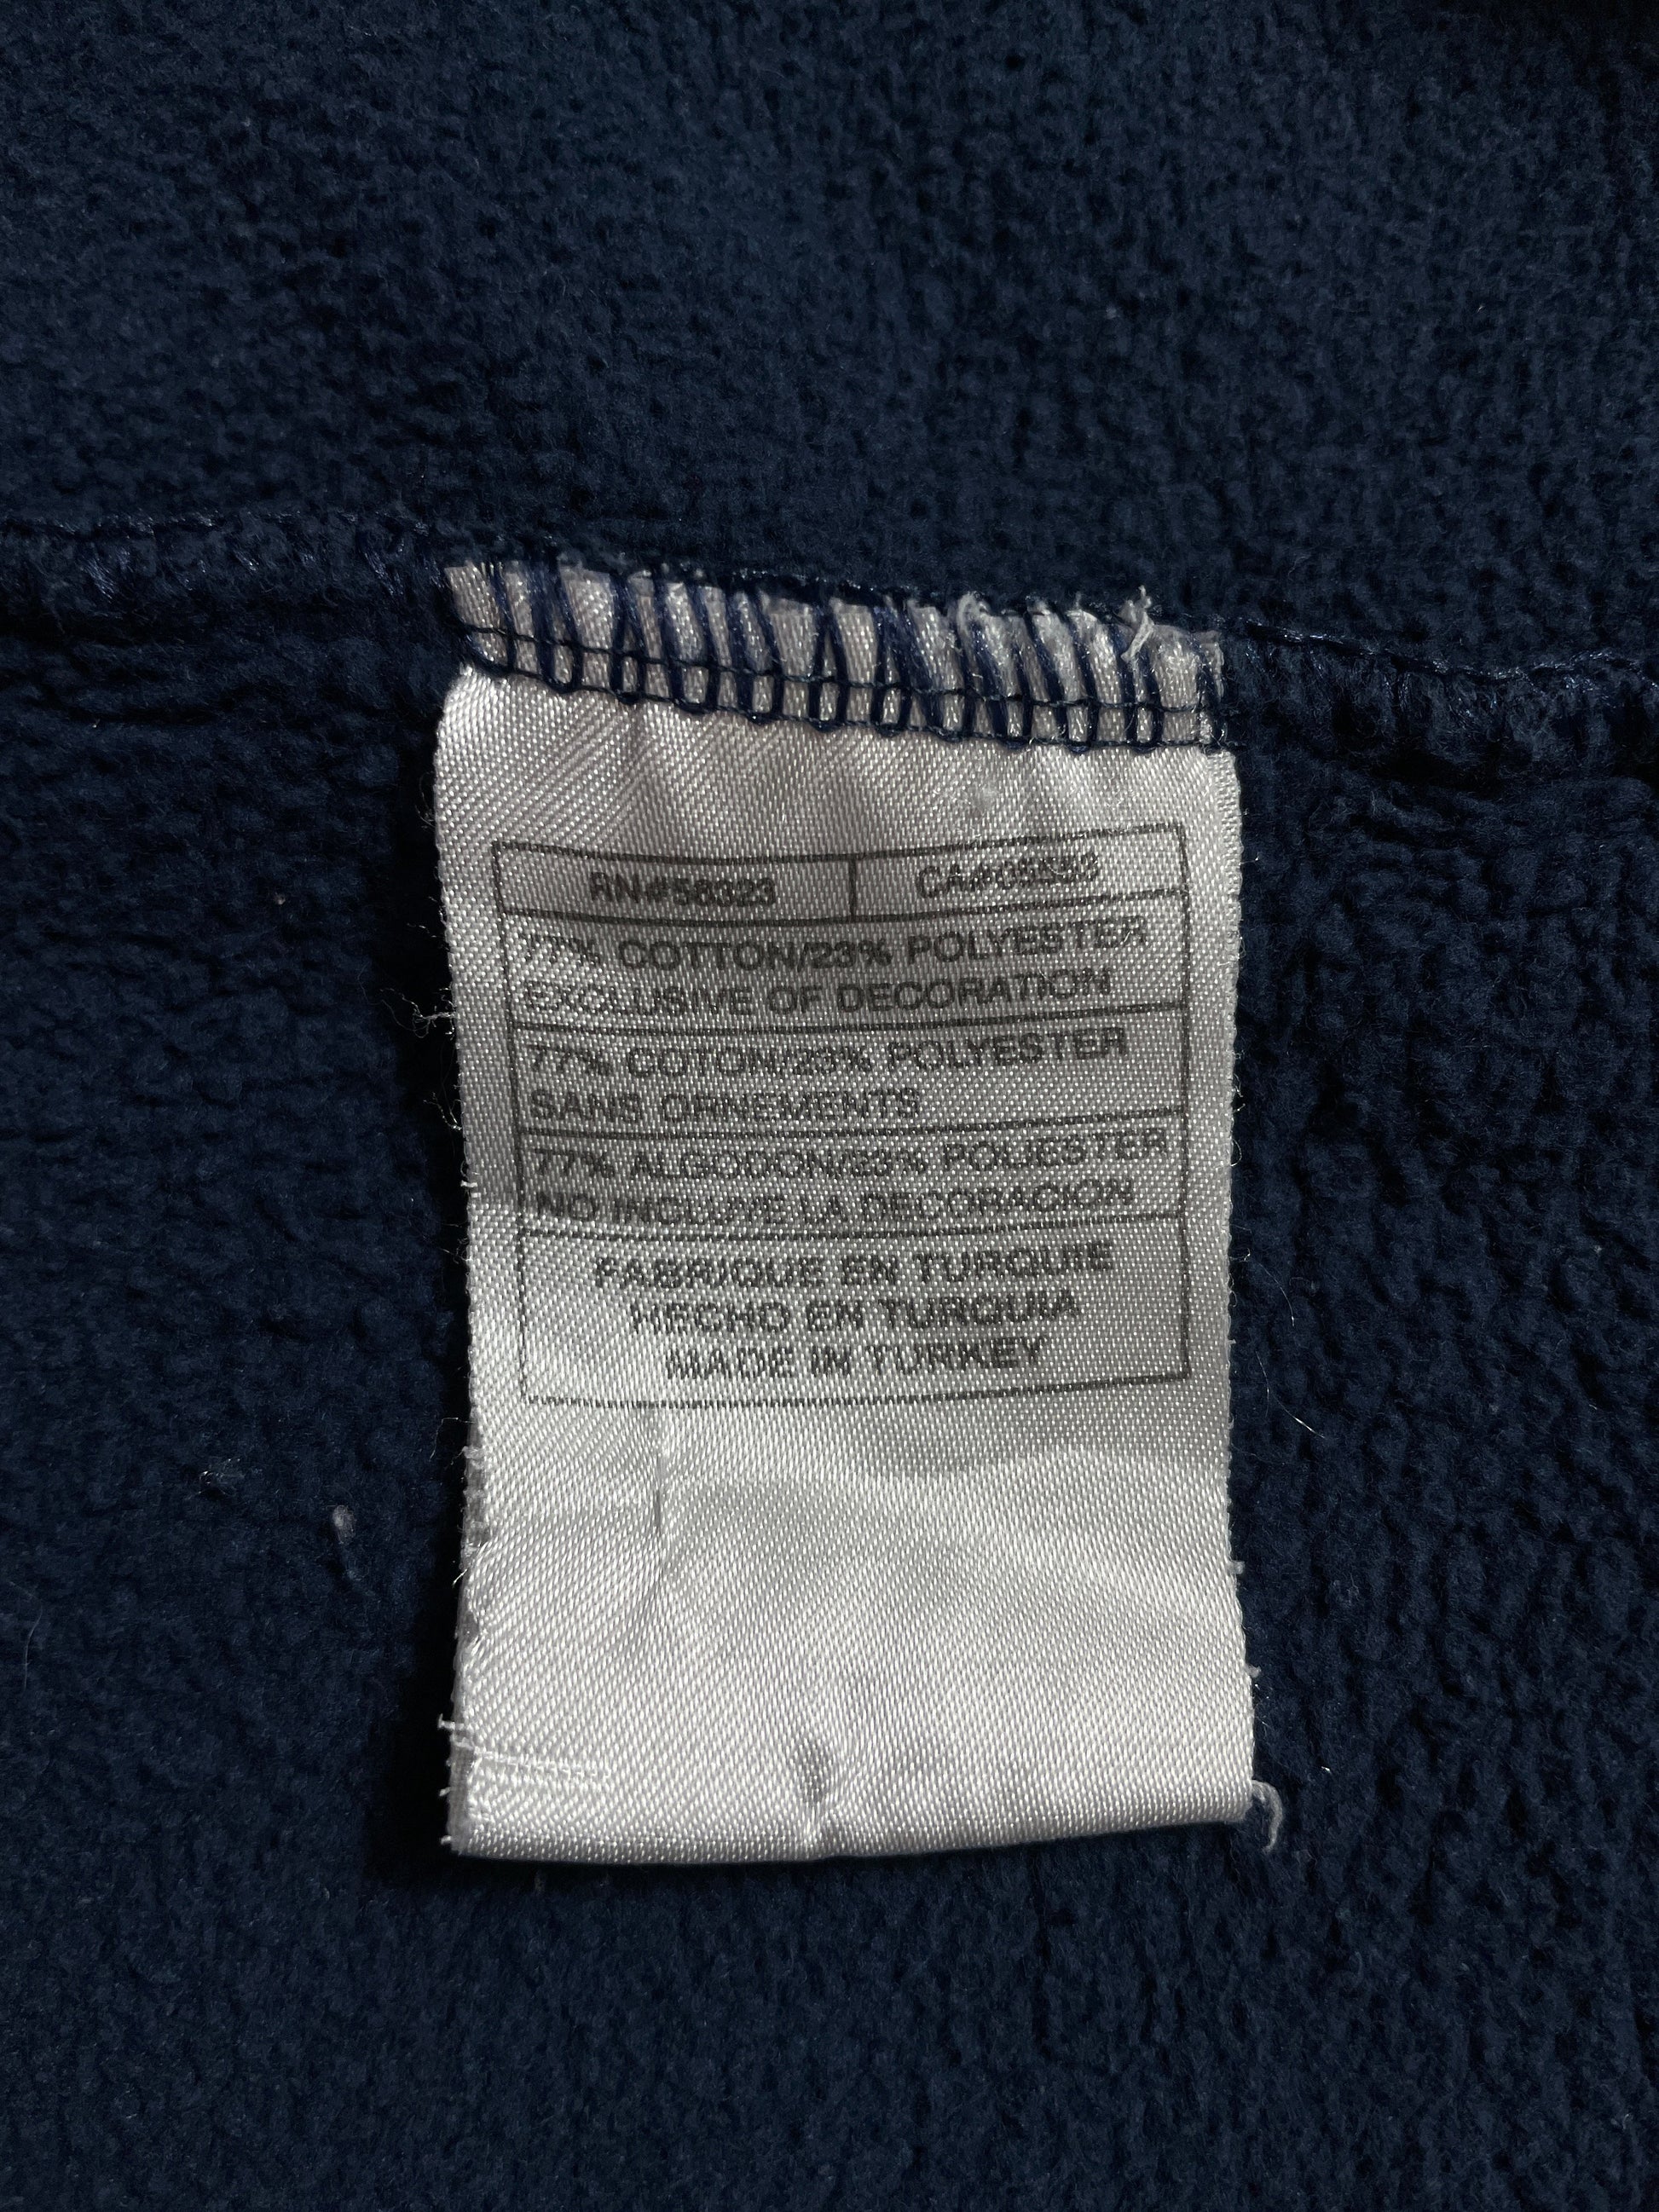 RN#56323
CA#05553
77% COTTON/23% POLYESTER
EXCLUSIVE OF DECORATION
77% COTON/23% POLYESTER
SANS ORNEMENTS
77% ALGODON/23% POLIESTER
NO INCLUYE LA DECORACION
FABRIQUE EN TURQUIE
HECHO EN TURQUIA
MADE IN TURKEY